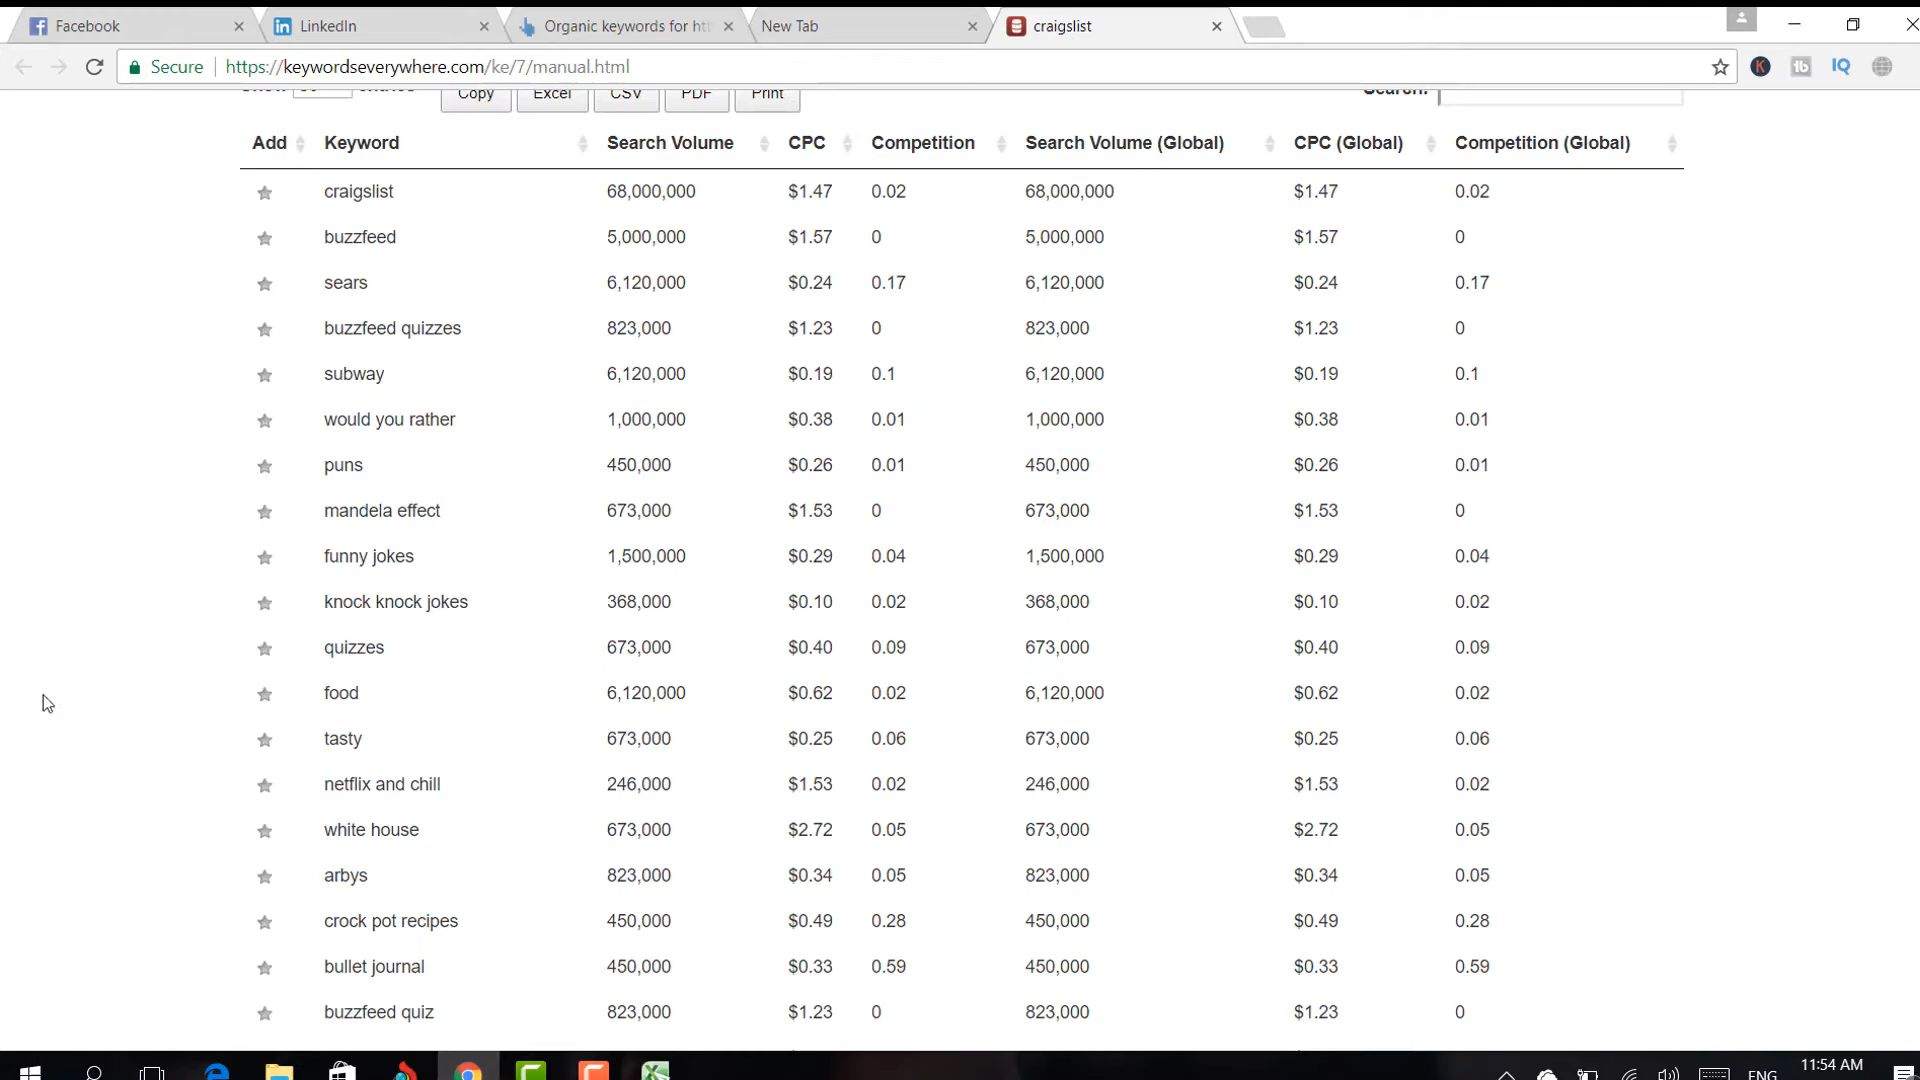 Facebook LinkedIn Organic keywords for htt New Tab craigslist
Secure https://keywordseverywhere.com/ke/7/manual.html
Copy Excel CSV PDF Print Search:
Add Keyword Search Volume CPC Competition Search Volume (Global) CPC (Global) Competition (Global)
craigslist 68,000,000 $1.47 0.02 68,000,000 $1.47 0.02
buzzfeed 5,000,000 $1.57 0 5,000,000 $1.57 0
sears 6,120,000 $0.24 0.17 6,120,000 $0.24 0.17
buzzfeed quizzes 823,000 $1.23 0 823,000 $1.23 0
subway 6,120,000 $0.19 0.1 6,120,000 $0.19 0.1
would you rather 1,000,000 $0.38 0.01 1,000,000 $0.38 0.01
puns 450,000 $0.26 0.01 450,000 $0.26 0.01
mandela effect 673,000 $1.53 0 673,000 $1.53 0
funny jokes 1,500,000 $0.29 0.04 1,500,000 $0.29 0.04
knock knock jokes 368,000 $0.10 0.02 368,000 $0.10 0.02
quizzes 673,000 $0.40 0.09 673,000 $0.40 0.09
food 6,120,000 $0.62 0.02 6,120,000 $0.62 0.02
tasty 673,000 $0.25 0.06 673,000 $0.25 0.06
netflix and chill 246,000 $1.53 0.02 246,000 $1.53 0.02
white house 673,000 $2.72 0.05 673,000 $2.72 0.05
arbys 823,000 $0.34 0.05 823,000 $0.34 0.05
crock pot recipes 450,000 $0.49 0.28 450,000 $0.49 0.28
bullet journal 450,000 $0.33 0.59 450,000 $0.33 0.59
buzzfeed quiz 823,000 $1.23 0 823,000 $1.23 0
11:54 AM
ENG